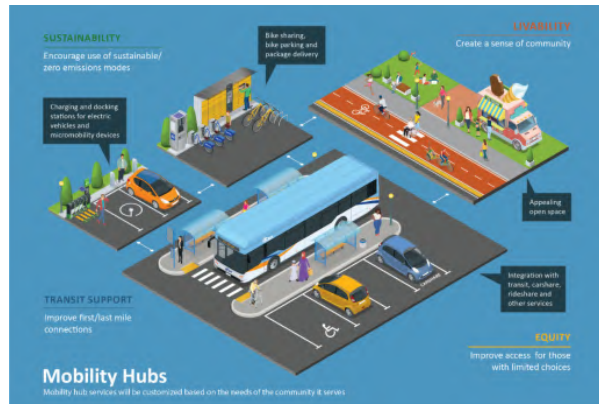 SUSTAINABILITY
Encourage use of sustainable/
zero emissions modes
Bike sharing,
bike parking and
package delivery
LIVABILITY
Create a sense of community
Charging and docking
stations for electric
vehicles and
micromobility devices
Appealing
open space
Integration with
transit, carshare,
rideshare and
other services
TRANSIT SUPPORT
Improve first/last mile
connections
CARSHARE
EQUITY
Improve access for those
with limited choices
Mobility Hubs
Mobility hub services will be customized based on the needs of the community it serves